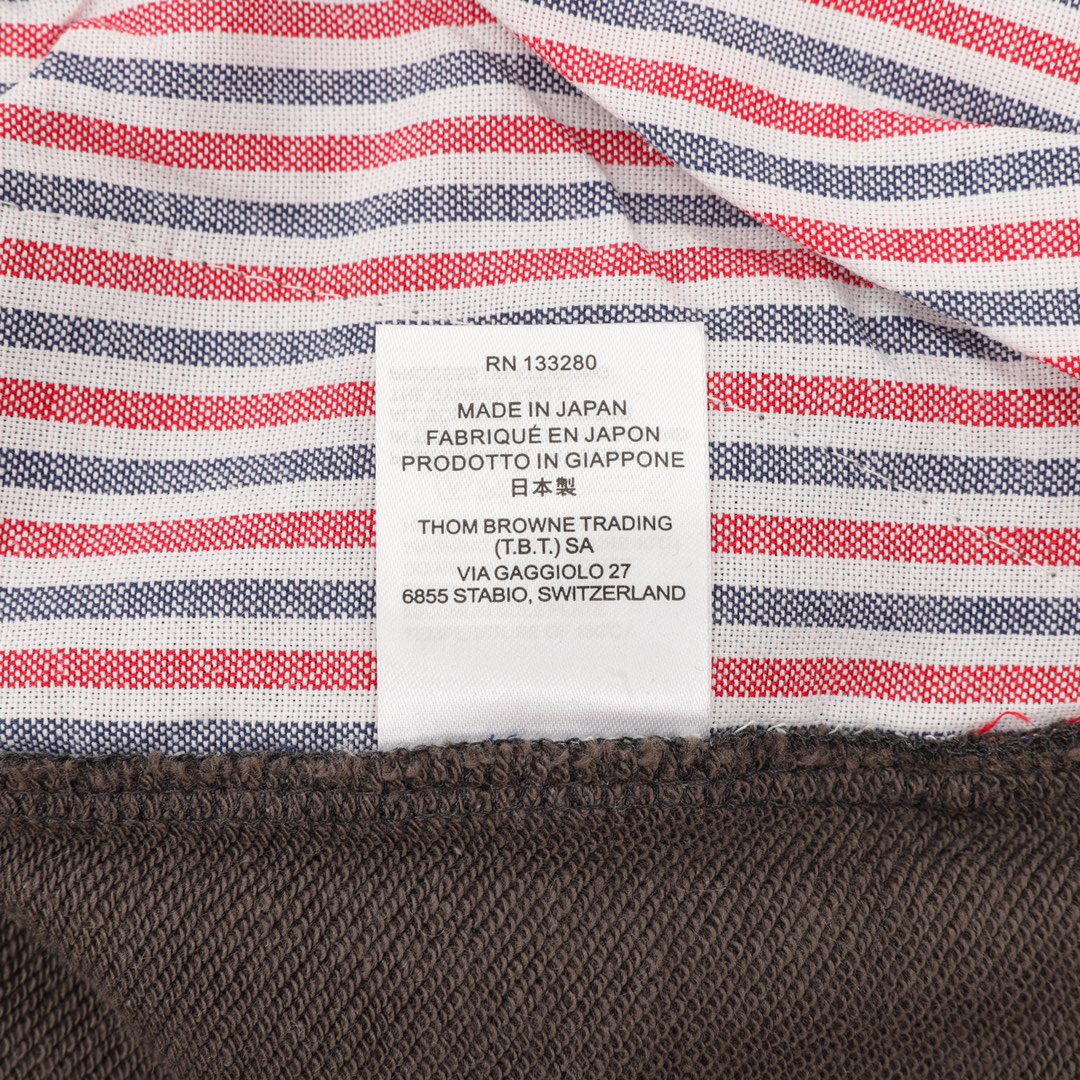 RN 133280
MADE IN JAPAN
FABRIQUÉ EN JAPON
PRODOTTO IN GIAPPONE
日本製
THOM BROWNE TRADING
(T.B.T.) SA
VIA GAGGIOLO 27
6855 STABIO, SWITZERLAND